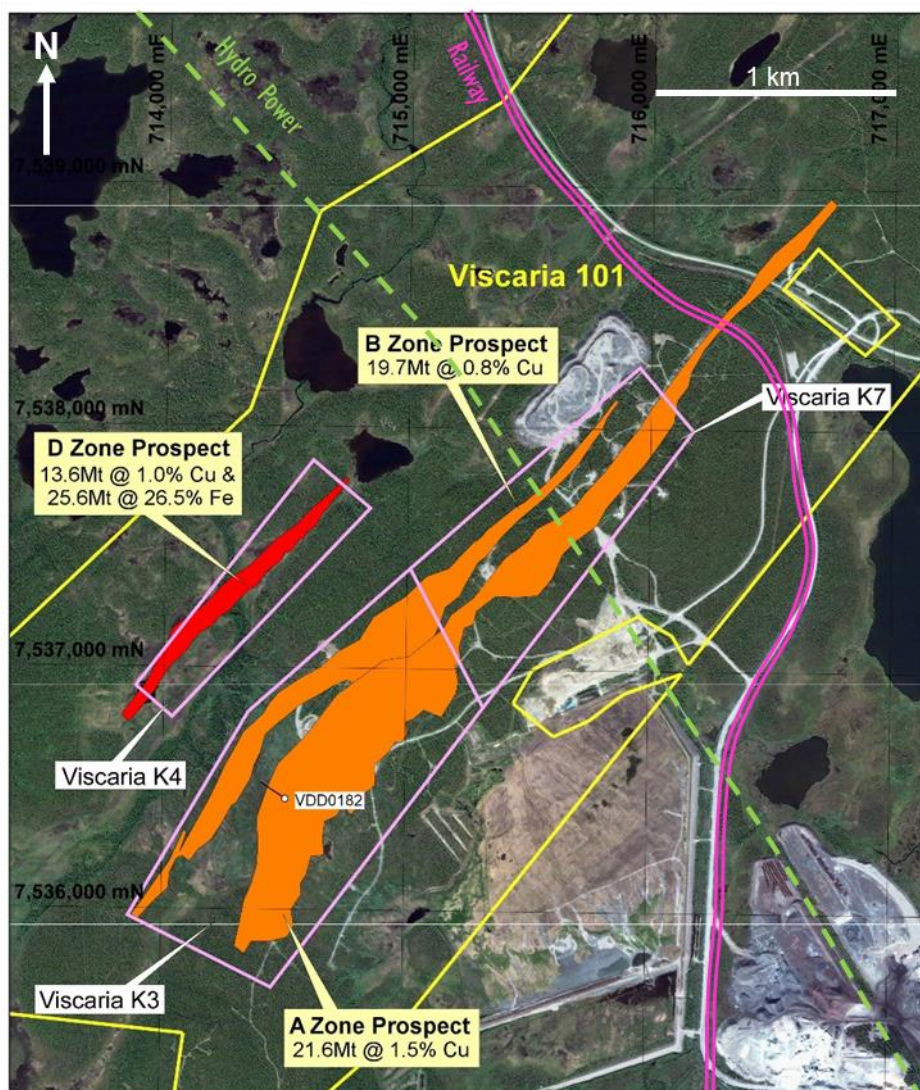 N
714,000 mE
Hydro Power
715,000 mE
Railway
716,000 mE
1 km
717,000 mE
7,539,000 mN
Viscaria 101
B Zone Prospect
19.7Mt @ 0.8% Cu
Viscaria K7
7,538,000 mN
D Zone Prospect
13.6Mt @ 1.0% Cu &
25.6Mt @ 26.5% Fe
7,537,000 mN
Viscaria K4
VDD0182
7,536,000 mN
Viscaria K3
A Zone Prospect
21.6Mt @ 1.5% Cu